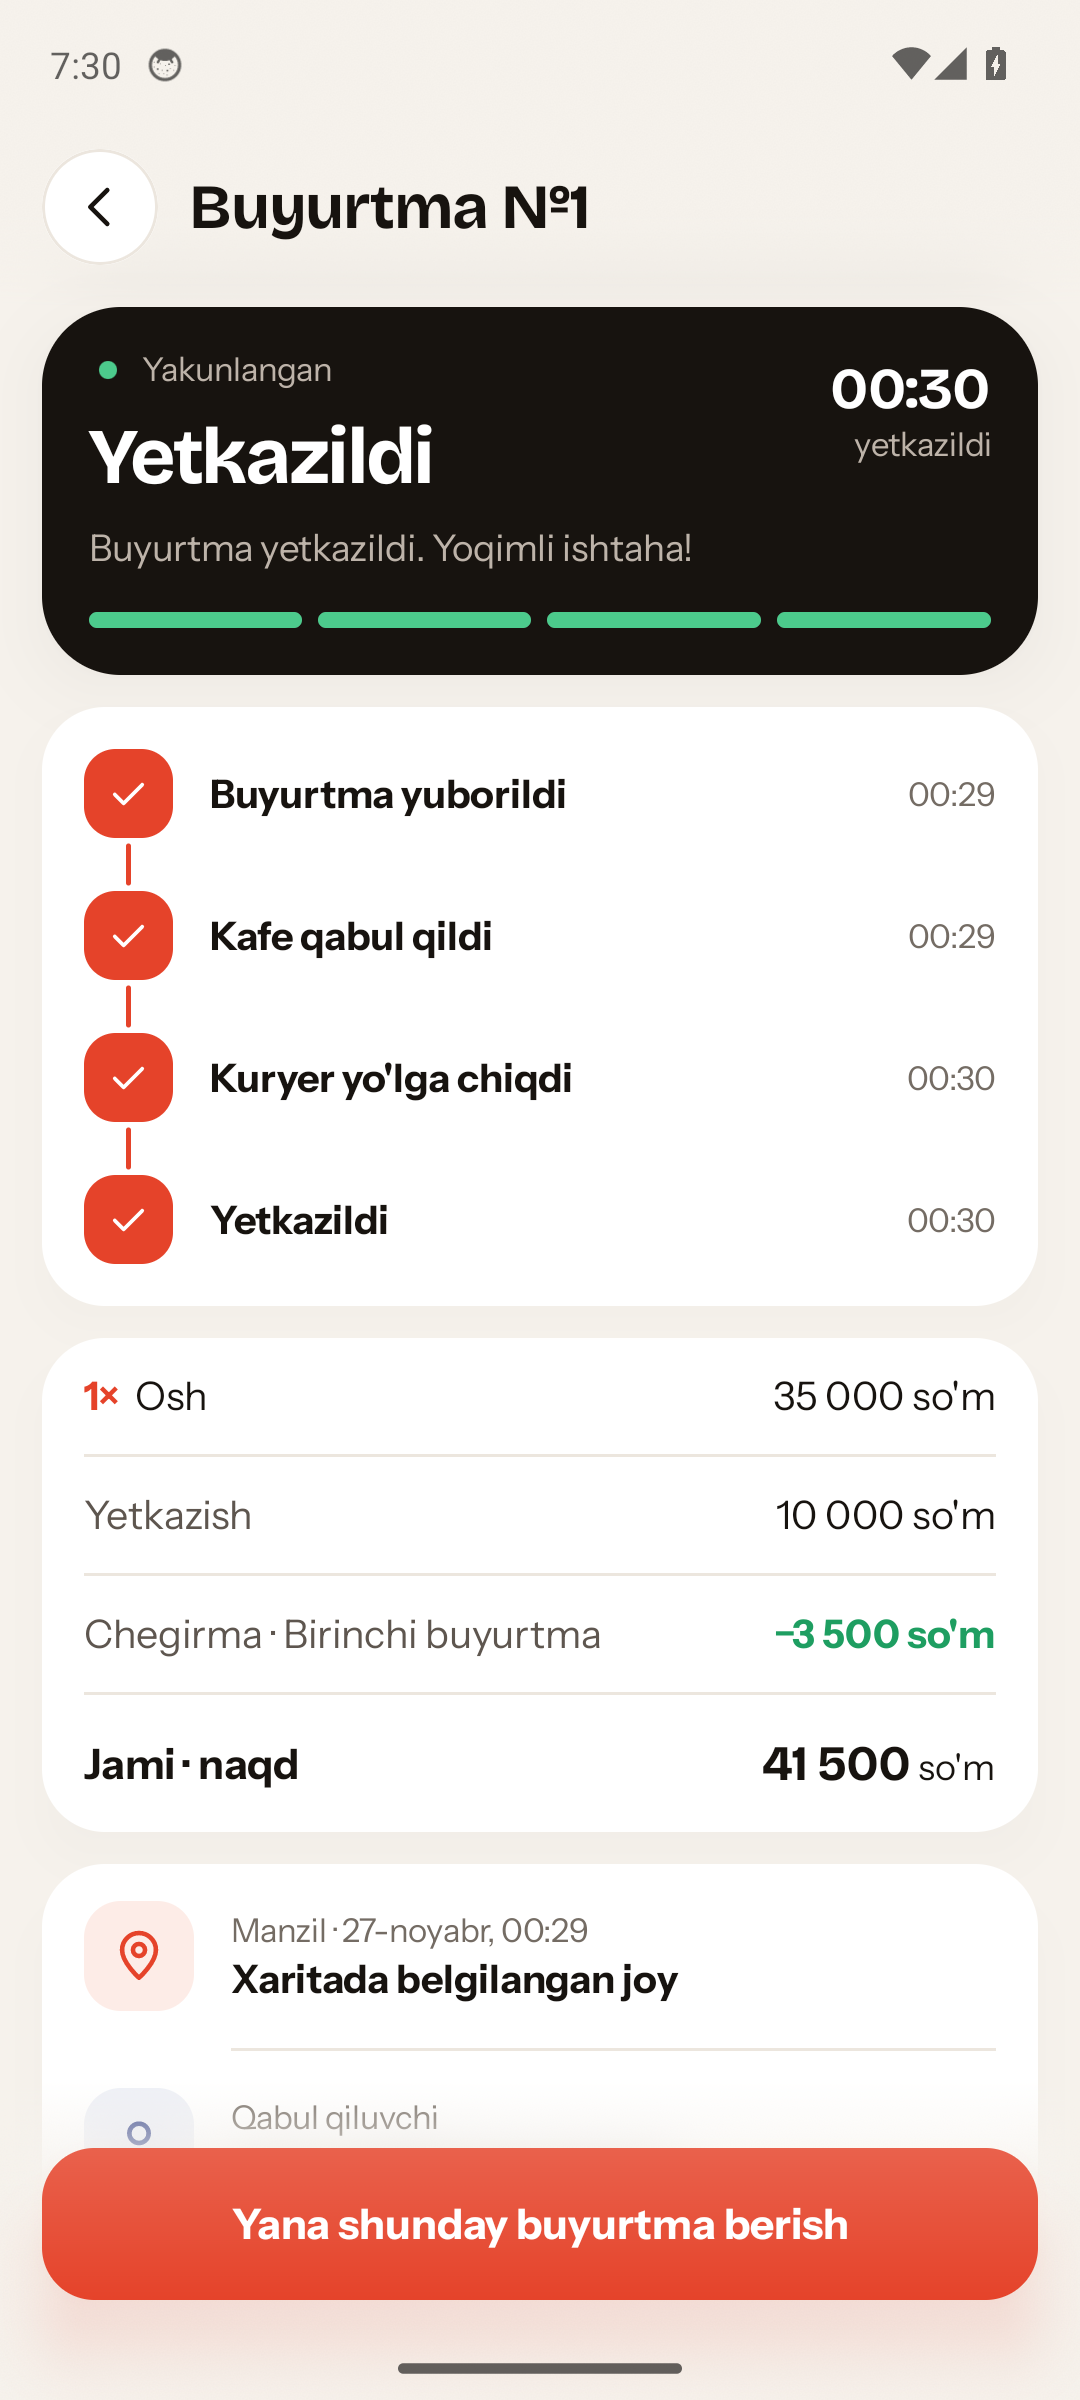 7:30
Buyurtma №1
Yakunlangan
00:30
yetkazildi
Yetkazildi
Buyurtma yetkazildi. Yoqimli ishtaha!
Buyurtma yuborildi 00:29
Kafe qabul qildi 00:29
Kuryer yo'lga chiqdi 00:30
Yetkazildi 00:30
1× Osh 35 000 so'm
Yetkazish 10 000 so'm
Chegirma · Birinchi buyurtma −3 500 so'm
Jami · naqd 41 500 so'm
Manzil · 27-noyabr, 00:29
Xaritada belgilangan joy
Qabul qiluvchi
Yana shunday buyurtma berish